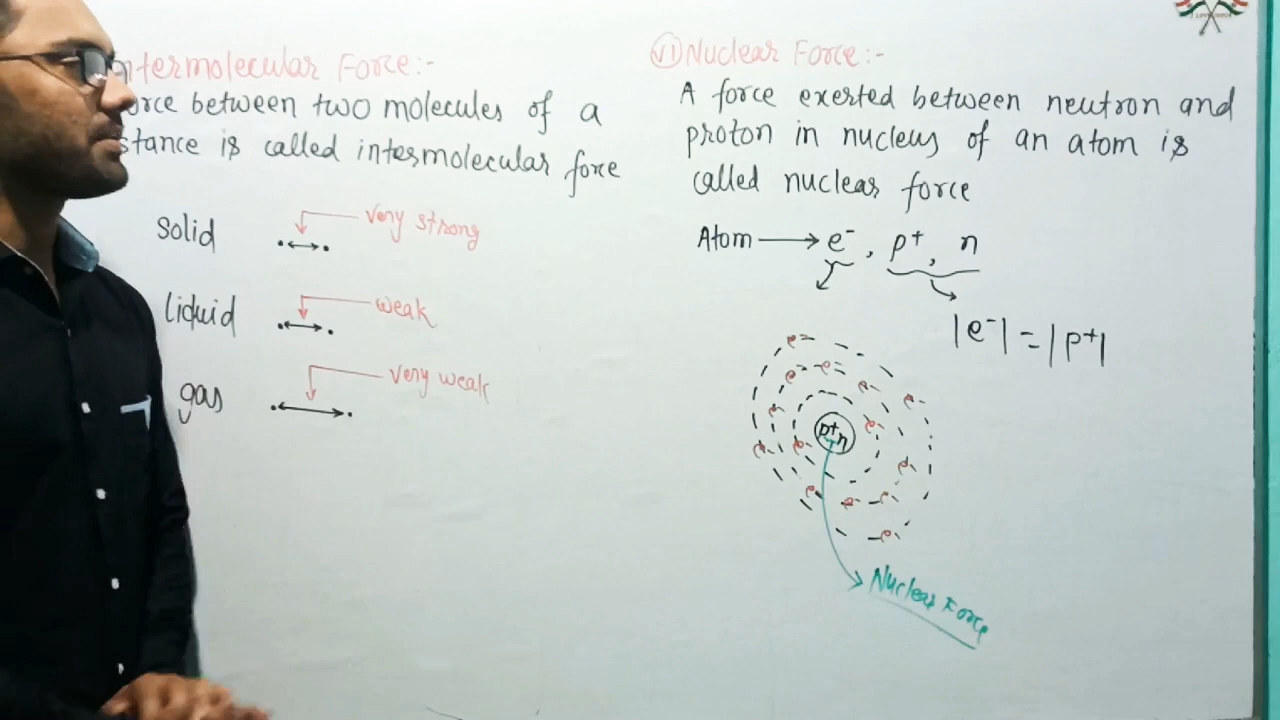 ntermolecular Force:-
orce between two molecules of a
stance is called intermolecular force
solid
very strong
liquid
weak
gas
very weak
(vi) Nuclear Force:-
A force exerted between neutron and
proton in nucleus of an atom is
called nuclear force
Atom → e⁻, p⁺, n
|e⁻| = |p⁺|
e⁻
e⁻ e⁻
e⁻
e⁻
e⁻
e⁻
p⁺n
e⁻
e⁻
e⁻
e⁻
e⁻
e⁻
e⁻
Nuclear Force